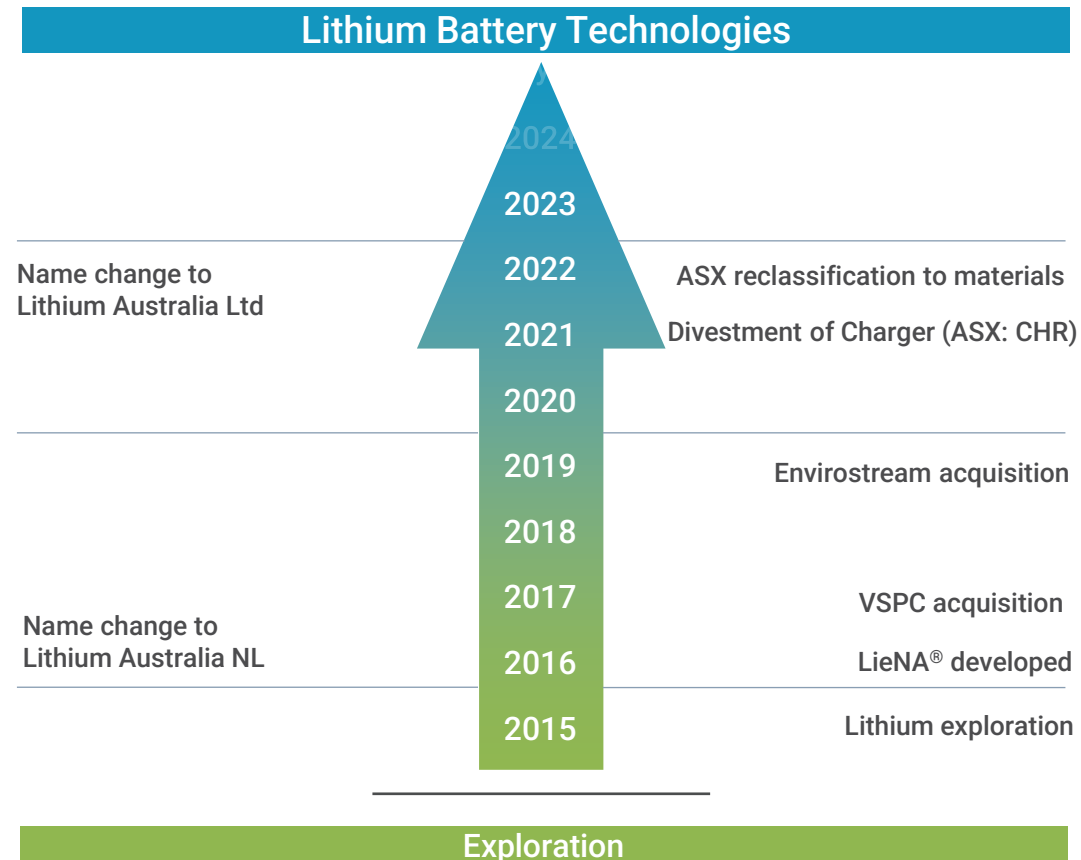 Lithium Battery Technologies
2024
2023
Name change to
Lithium Australia Ltd
2022
ASX reclassification to materials
2021
Divestment of Charger (ASX: CHR)
2020
2019
Envirostream acquisition
2018
2017
VSPC acquisition
Name change to
Lithium Australia NL
2016
LieNA® developed
2015
Lithium exploration
Exploration